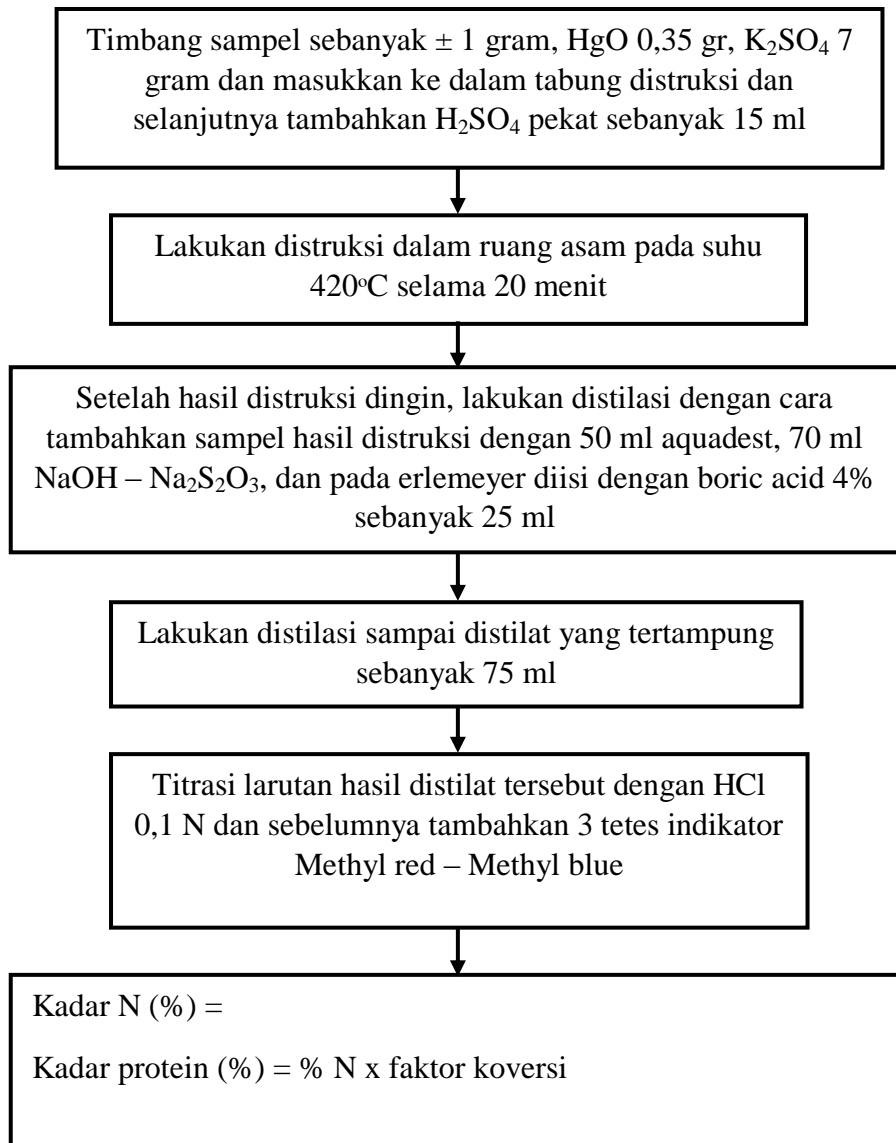 Timbang sampel sebanyak ± 1 gram, HgO 0,35 gr, K₂SO₄ 7
gram dan masukkan ke dalam tabung distruksi dan
selanjutnya tambahkan H₂SO₄ pekat sebanyak 15 ml
Lakukan distruksi dalam ruang asam pada suhu
420°C selama 20 menit
Setelah hasil distruksi dingin, lakukan distilasi dengan cara
tambahkan sampel hasil distruksi dengan 50 ml aquadest, 70 ml
NaOH – Na₂S₂O₃, dan pada erlemeyer diisi dengan boric acid 4%
sebanyak 25 ml
Lakukan distilasi sampai distilat yang tertampung
sebanyak 75 ml
Titrasi larutan hasil distilat tersebut dengan HCl
0,1 N dan sebelumnya tambahkan 3 tetes indikator
Methyl red – Methyl blue
Kadar N (%) =
Kadar protein (%) = % N x faktor koversi